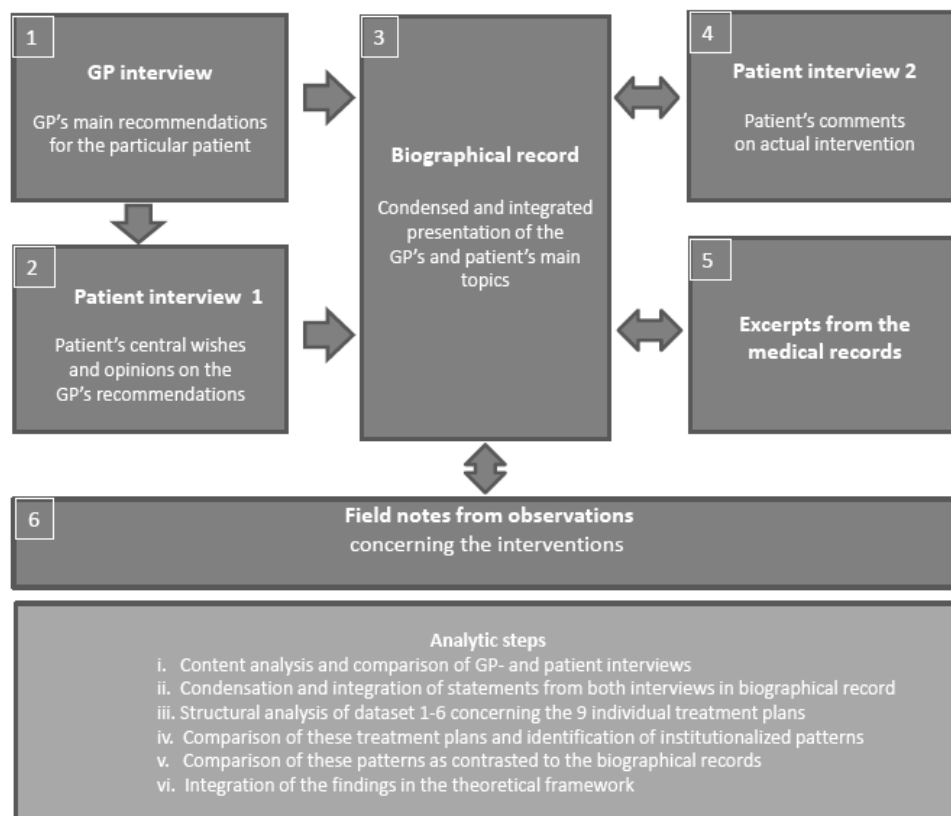 1
GP interview
GP's main recommendations
for the particular patient
2
Patient interview 1
Patient's central wishes
and opinions on the
GP's recommendations
3
Biographical record
Condensed and integrated
presentation of the
GP's and patient's main
topics
4
Patient interview 2
Patient's comments
on actual intervention
5
Excerpts from the
medical records
6
Field notes from observations
concerning the interventions
Analytic steps
i. Content analysis and comparison of GP- and patient interviews
ii. Condensation and integration of statements from both interviews in biographical record
iii. Structural analysis of dataset 1-6 concerning the 9 individual treatment plans
iv. Comparison of these treatment plans and identification of institutionalized patterns
v. Comparison of these patterns as contrasted to the biographical records
vi. Integration of the findings in the theoretical framework